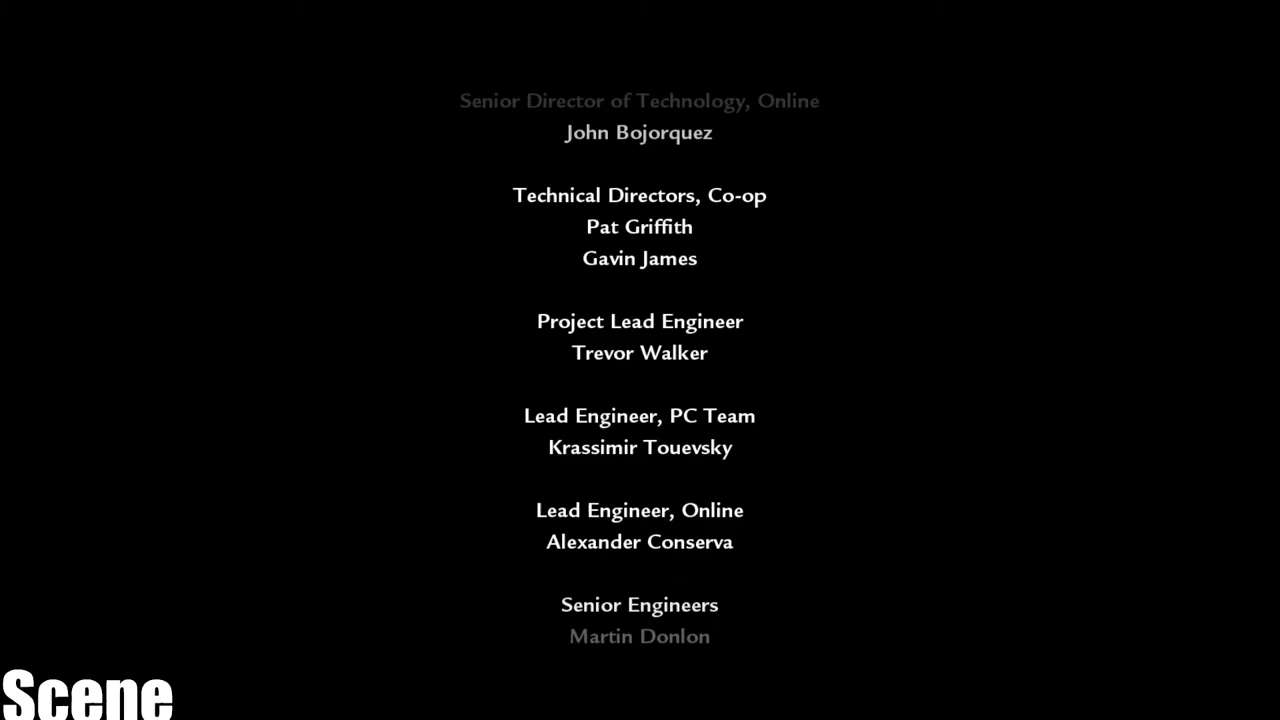 Senior Director of Technology, Online
John Bojorquez
Technical Directors, Co-op
Pat Griffith
Gavin James
Project Lead Engineer
Trevor Walker
Lead Engineer, PC Team
Krassimir Touevsky
Lead Engineer, Online
Alexander Conserva
Senior Engineers
Martin Donlon
Scene